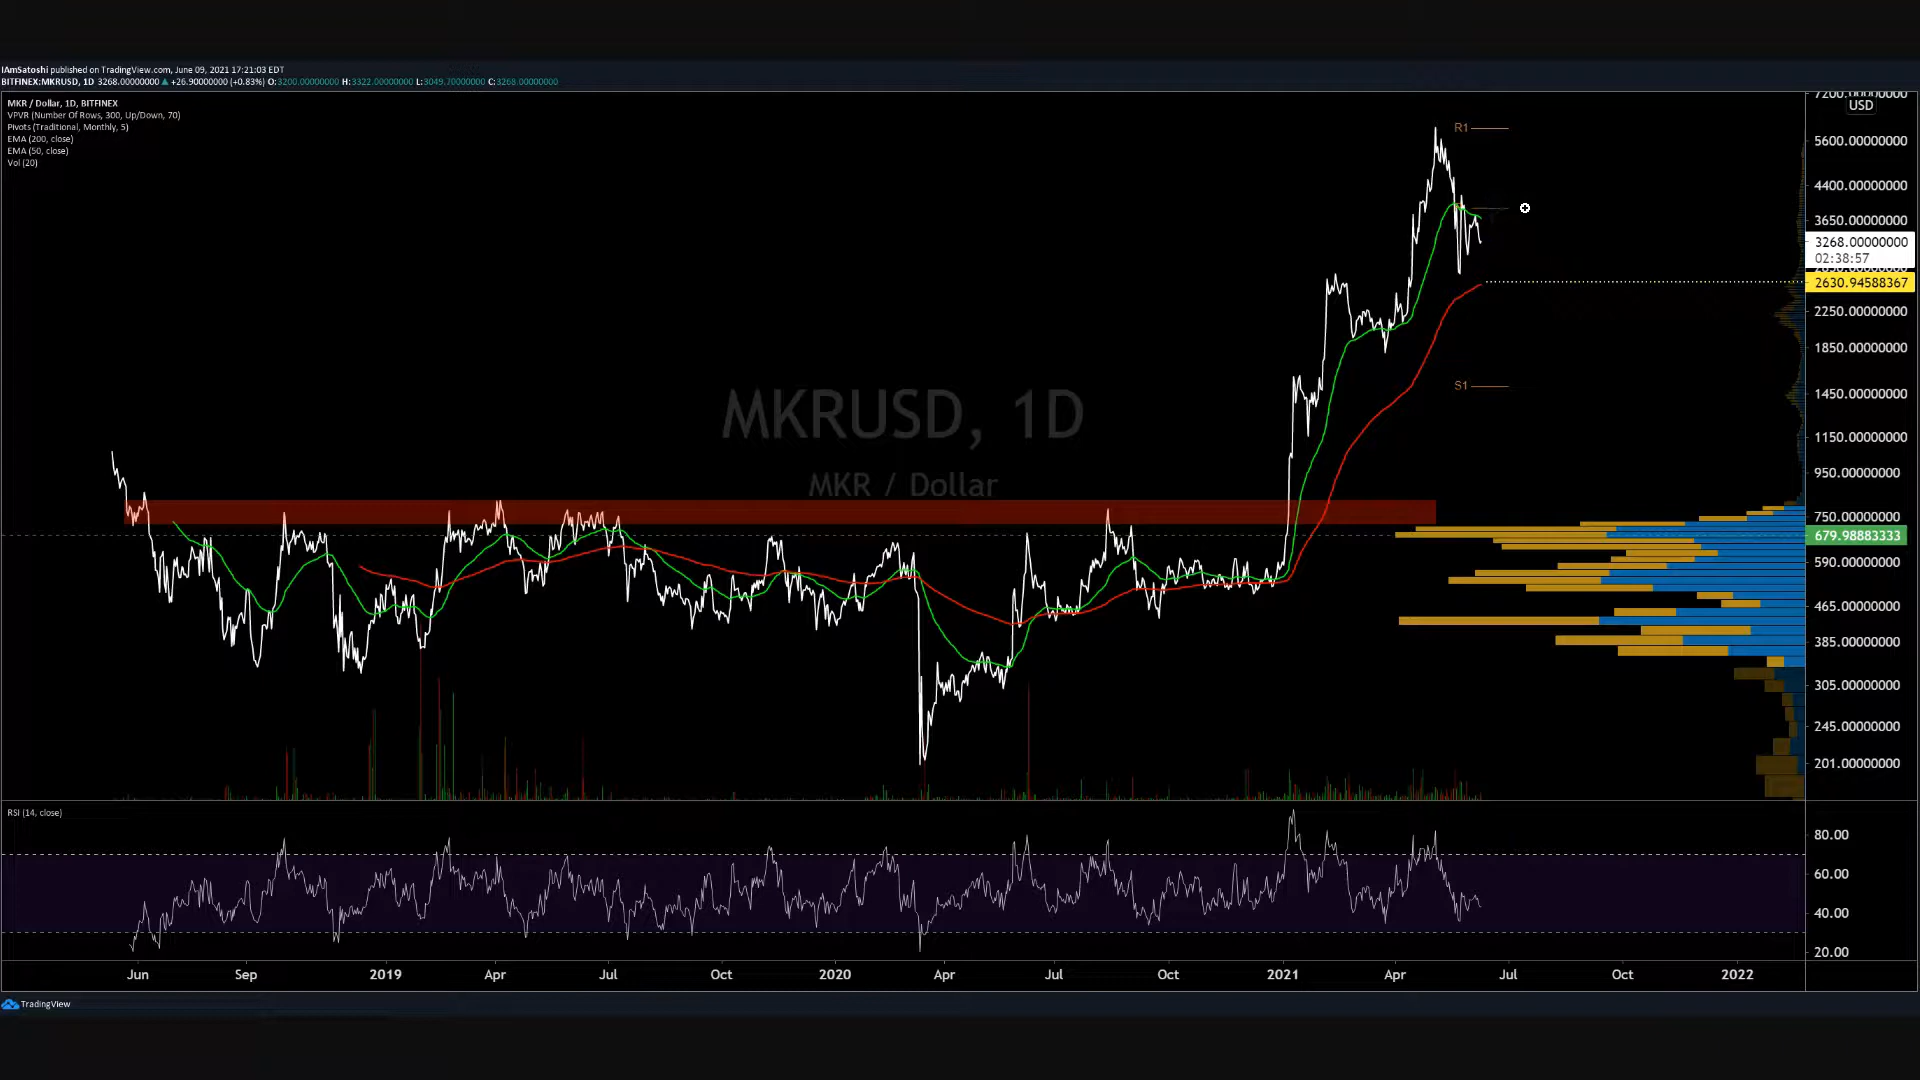 IAmSatoshi published on TradingView.com, June 09, 2021 17:21:03 EDT
BITFINEX:MKRUSD, 1D 3268.00000000 ▲ +26.90000000 (+0.83%) O:3200.00000000 H:3322.00000000 L:3049.70000000 C:3268.00000000
MKR / Dollar, 1D, BITFINEX
VPVR (Number Of Rows, 300, Up/Down, 70)
Pivots (Traditional, Monthly, 5)
EMA (200, close)
EMA (50, close)
Vol (20)
MKRUSD, 1D
MKR / Dollar
R1
S1
7200.00000000
USD
5600.00000000
4400.00000000
3650.00000000
3268.00000000
02:38:57
2630.94588367
2250.00000000
1850.00000000
1450.00000000
1150.00000000
950.00000000
750.00000000
679.98883333
590.00000000
465.00000000
385.00000000
305.00000000
245.00000000
201.00000000
RSI (14, close)
80.00
60.00
40.00
20.00
Jun Sep 2019 Apr Jul Oct 2020 Apr Jul Oct 2021 Apr Jul Oct 2022
TradingView